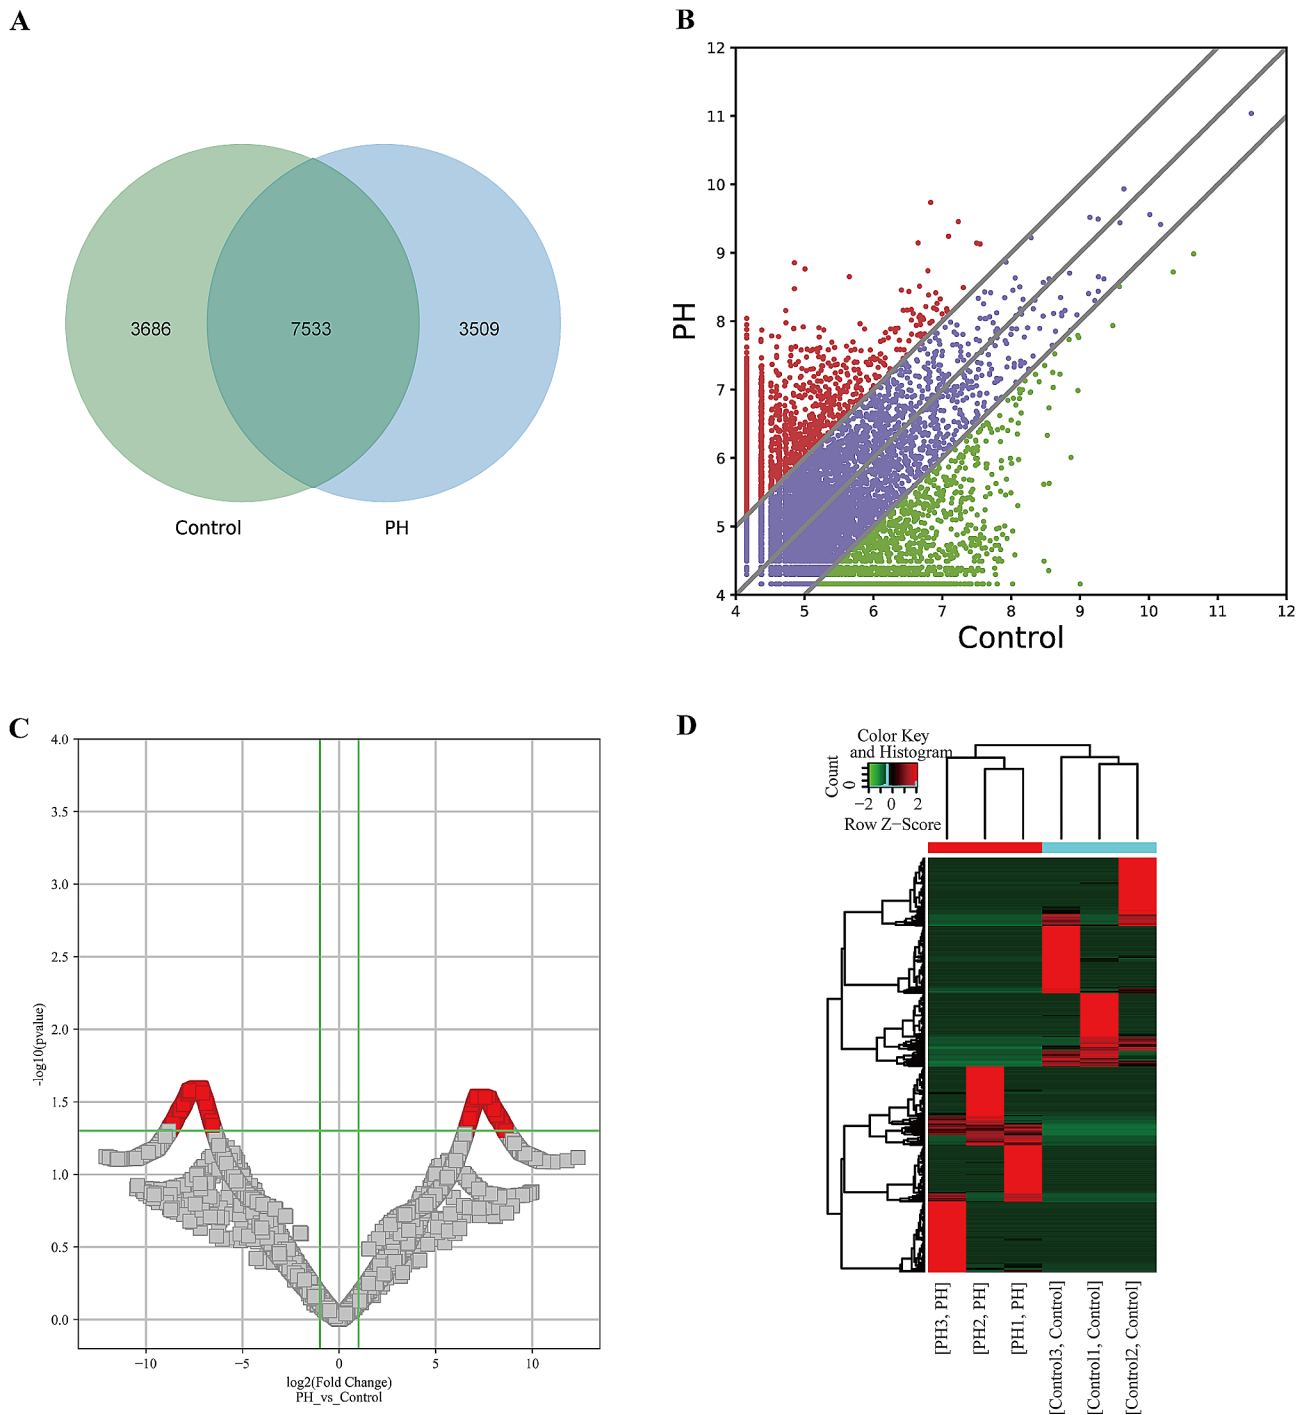 A
3686
7533
3509
Control
PH
B
12
11
10
9
8
7
6
5
4
PH
4
5
6
7
8
9
10
11
12
Control
C
4.0
3.5
3.0
2.5
2.0
1.5
1.0
0.5
0.0
-log10(pvalue)
−10
−5
0
5
10
log2(Fold Change)
PH_vs_Control
D
Color Key
and Histogram
Count
0
−2 0 2
Row Z−Score
[PH3, PH]
[PH2, PH]
[PH1, PH]
[Control3, Control]
[Control1, Control]
[Control2, Control]